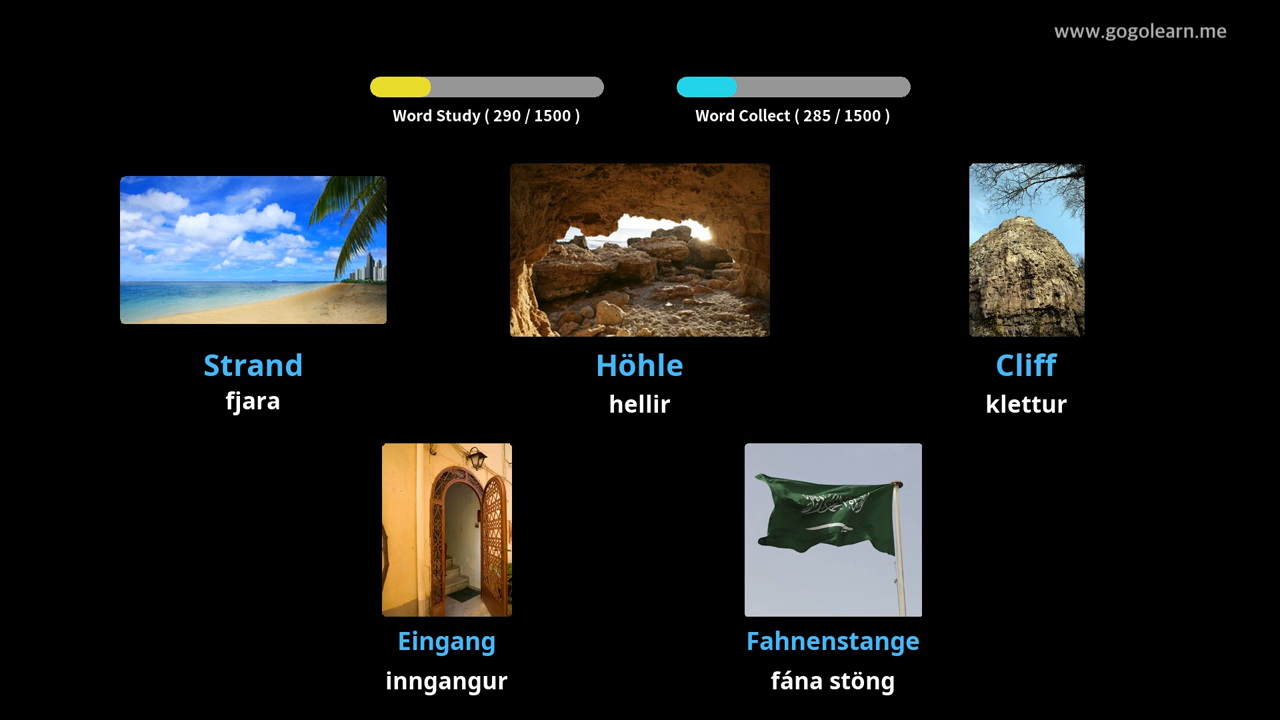 www.gogolearn.me
Word Study ( 290 / 1500 )
Word Collect ( 285 / 1500 )
Strand
fjara
Höhle
hellir
Cliff
klettur
Eingang
inngangur
Fahnenstange
fána stöng